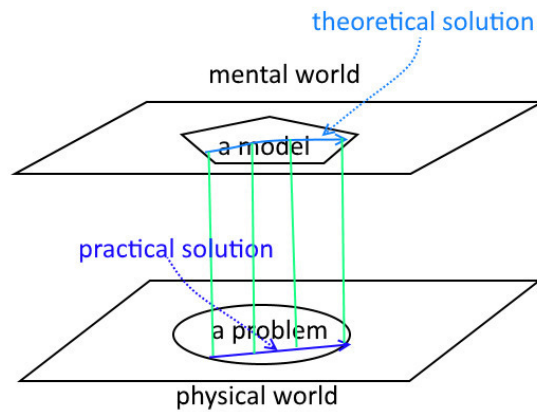 theoretical solution
mental world
a model
practical solution
a problem
physical world